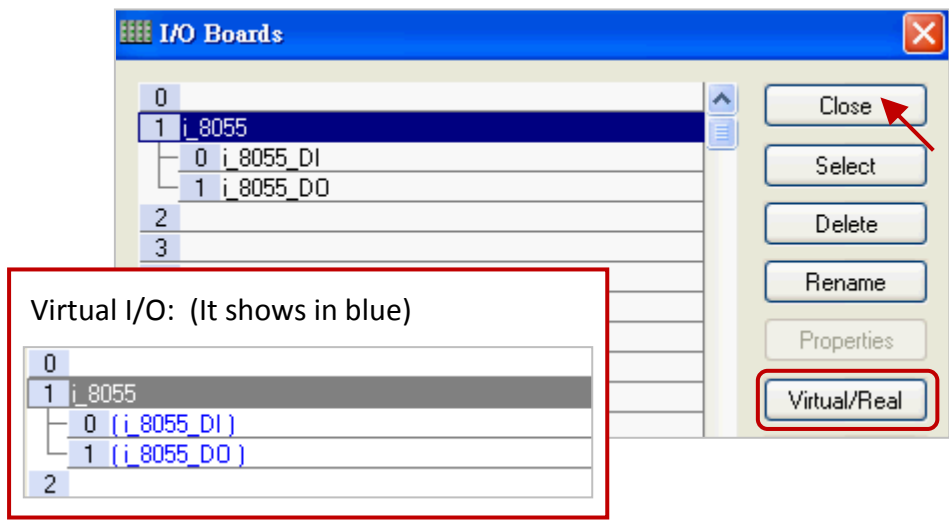 I/O Boards
0
1 i_8055
0 i_8055_DI
1 i_8055_DO
2
3
Close
Select
Delete
Rename
Properties
Virtual/Real
Virtual I/O: (It shows in blue)
0
1 i_8055
0 ( i_8055_DI )
1 ( i_8055_DO )
2